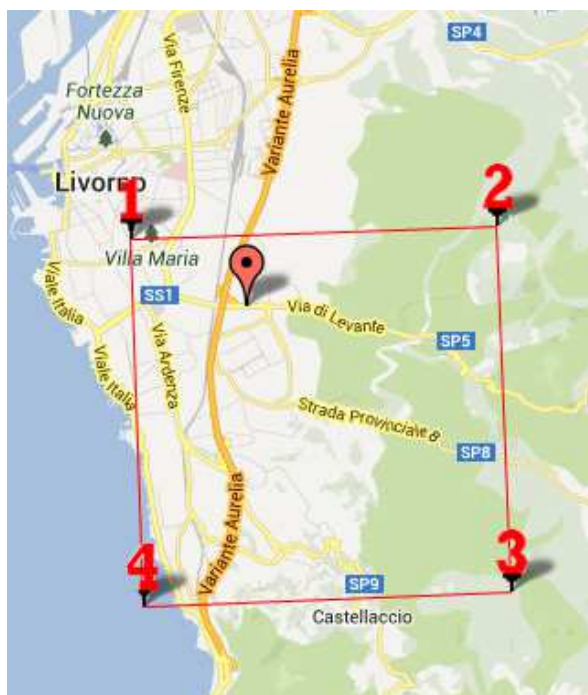 SP4
Via Firenze
Variante Aurelia
Fortezza
Nuova
Livorno
1
2
Villa Maria
Viale Italia
SS1
Via di Levante
SP5
Viale Italia
Via Ardenza
Strada Provinciale 8
SP8
Variante Aurelia
4
3
SP9
Castellaccio